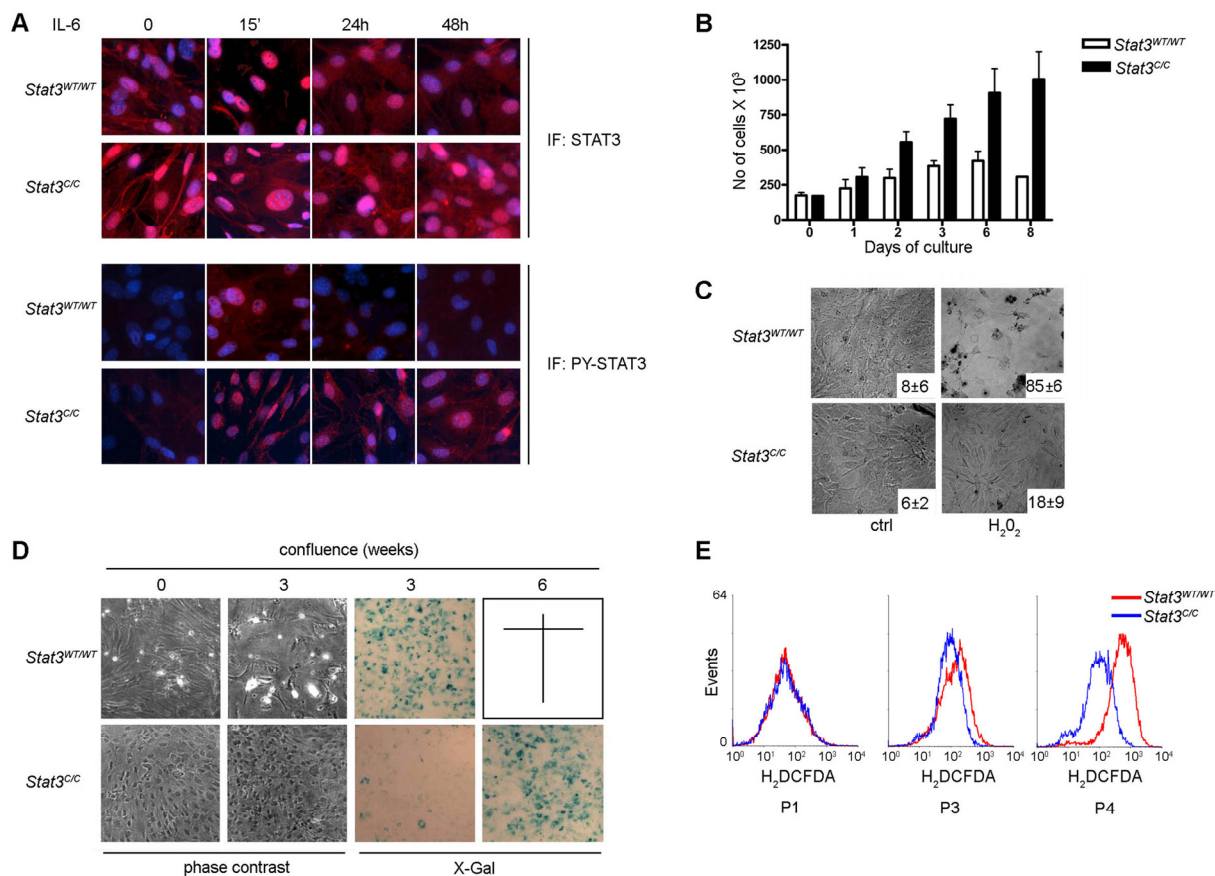 A
IL-6 0 15' 24h 48h
Stat3WT/WT
Stat3C/C
IF: STAT3
Stat3WT/WT
Stat3C/C
IF: PY-STAT3
B
Stat3WT/WT
Stat3C/C
No of cells X 10³
1250
1000
750
500
250
0
0 1 2 3 6 8
Days of culture
C
Stat3WT/WT
8±6 85±6
Stat3C/C
6±2 18±9
ctrl H₂0₂
D
confluence (weeks)
0 3 3 6
Stat3WT/WT
Stat3C/C
phase contrast X-Gal
E
Stat3WT/WT
Stat3C/C
64
Events
0
10⁰ 10¹ 10² 10³ 10⁴ 10⁰ 10¹ 10² 10³ 10⁴ 10⁰ 10¹ 10² 10³ 10⁴
H₂DCFDA H₂DCFDA H₂DCFDA
P1 P3 P4